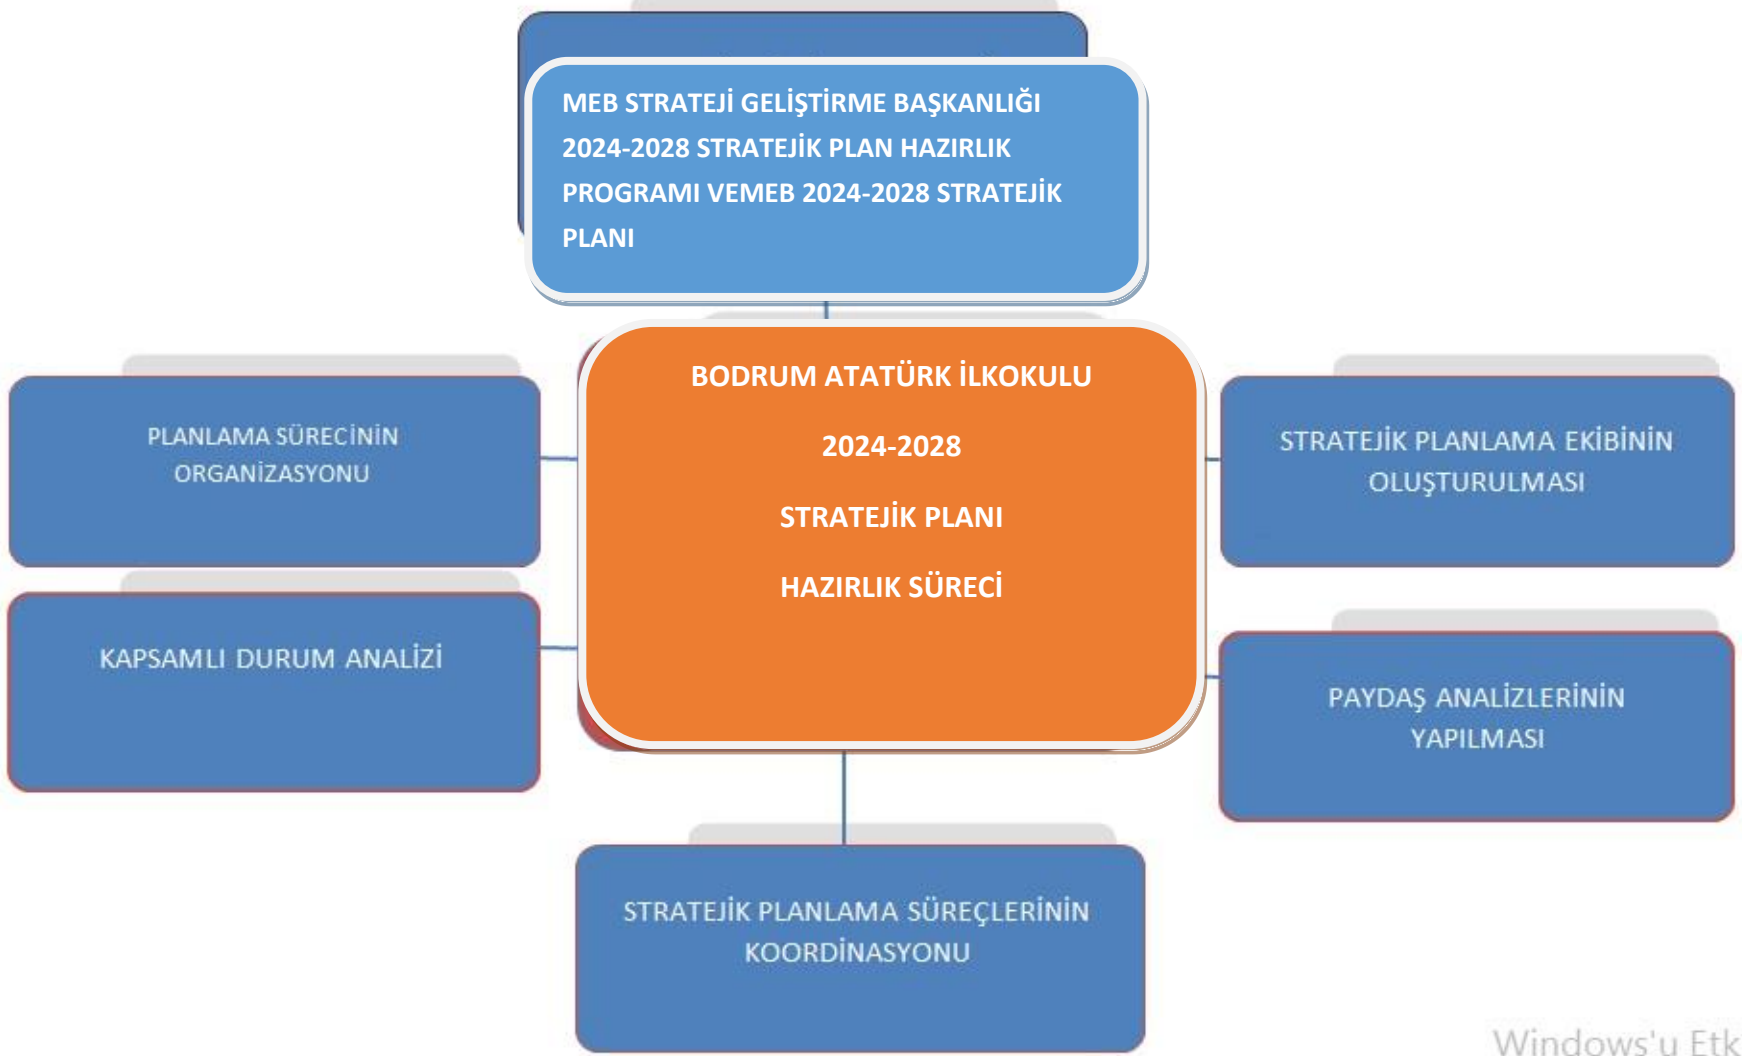 MEB STRATEJİ GELİŞTİRME BAŞKANLIĞI
2024-2028 STRATEJİK PLAN HAZIRLIK
PROGRAMI VEMEB 2024-2028 STRATEJİK
PLANI
BODRUM ATATÜRK İLKOKULU
2024-2028
STRATEJİK PLANI
HAZIRLIK SÜRECİ
PLANLAMA SÜRECİNİN
ORGANİZASYONU
STRATEJİK PLANLAMA EKİBİNİN
OLUŞTURULMASI
KAPSAMLI DURUM ANALİZİ
PAYDAŞ ANALİZLERİNİN
YAPILMASI
STRATEJİK PLANLAMA SÜREÇLERİNİN
KOORDİNASYONU
Windows'u Etk